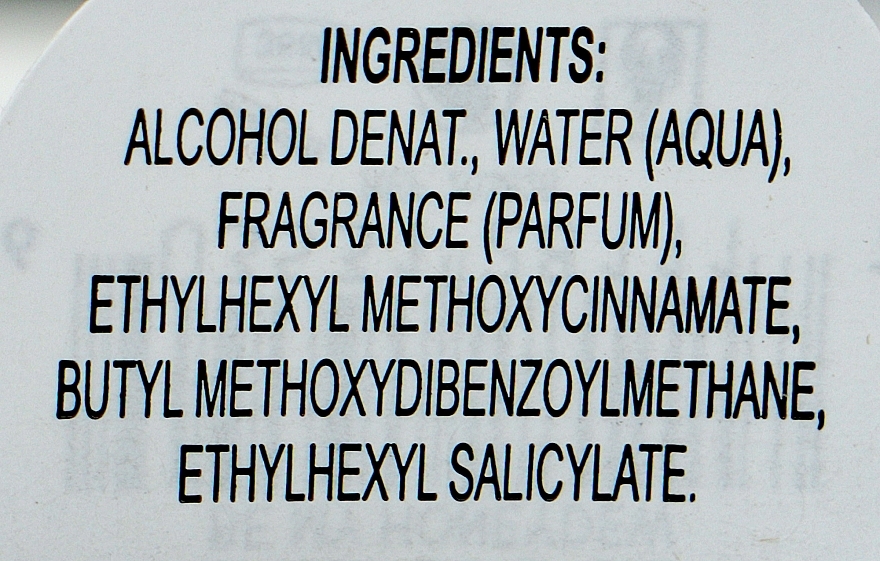 INGREDIENTS:
ALCOHOL DENAT., WATER (AQUA),
FRAGRANCE (PARFUM),
ETHYLHEXYL METHOXYCINNAMATE,
BUTYL METHOXYDIBENZOYLMETHANE,
ETHYLHEXYL SALICYLATE.